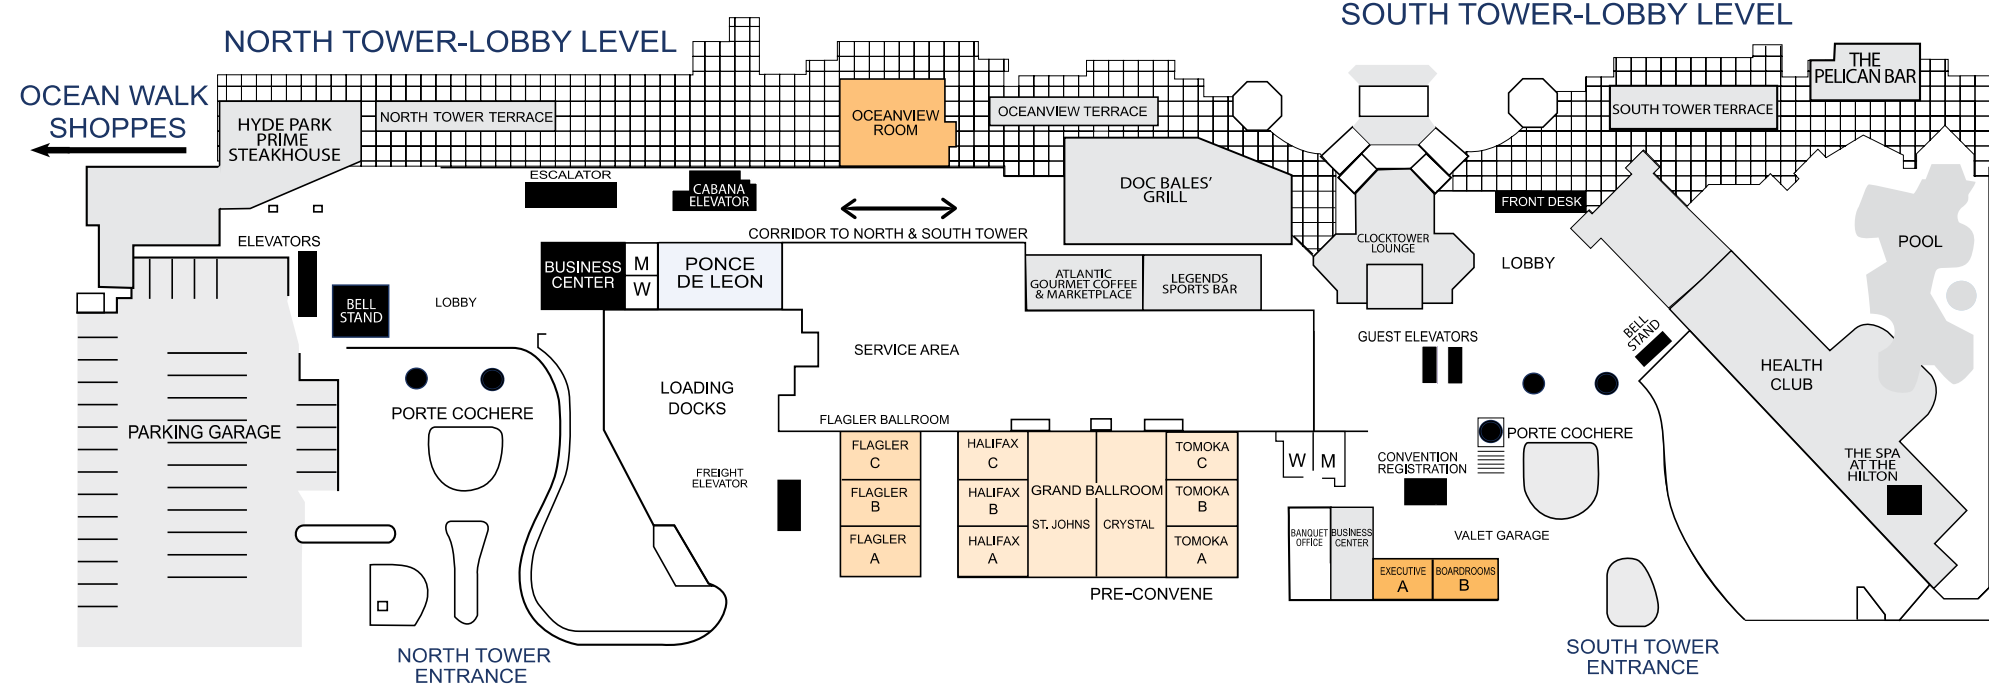 NORTH TOWER-LOBBY LEVEL
SOUTH TOWER-LOBBY LEVEL
OCEAN WALK
SHOPPES
HYDE PARK
PRIME
STEAKHOUSE
NORTH TOWER TERRACE
OCEANVIEW
ROOM
OCEANVIEW TERRACE
SOUTH TOWER TERRACE
THE
PELICAN BAR
ESCALATOR
CABANA
ELEVATOR
DOC BALES'
GRILL
FRONT DESK
CORRIDOR TO NORTH & SOUTH TOWER
CLOCKTOWER
LOUNGE
LOBBY
POOL
ELEVATORS
BELL
STAND
LOBBY
BUSINESS
CENTER
M
W
PONCE
DE LEON
ATLANTIC
GOURMET COFFEE
& MARKETPLACE
LEGENDS
SPORTS BAR
GUEST ELEVATORS
BELL
STAND
HEALTH
CLUB
SERVICE AREA
LOADING
DOCKS
PORTE COCHERE
PARKING GARAGE
FLAGLER BALLROOM
FREIGHT
ELEVATOR
FLAGLER
C
FLAGLER
B
FLAGLER
A
HALIFAX
C
HALIFAX
B
HALIFAX
A
GRAND BALLROOM
ST. JOHNS
CRYSTAL
TOMOKA
C
TOMOKA
B
TOMOKA
A
PRE-CONVENE
W
M
CONVENTION
REGISTRATION
PORTE COCHERE
THE SPA
AT THE
HILTON
BANQUET
OFFICE
BUSINESS
CENTER
VALET GARAGE
EXECUTIVE
A
BOARDROOMS
B
NORTH TOWER
ENTRANCE
SOUTH TOWER
ENTRANCE